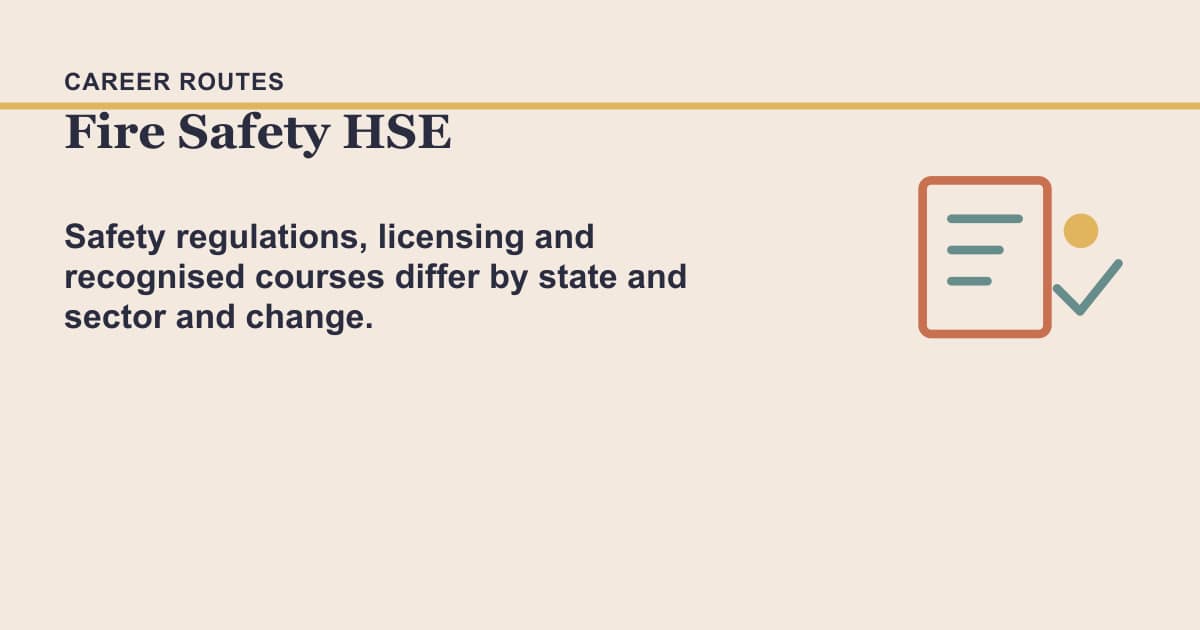 CAREER ROUTES
Fire Safety HSE
Safety regulations, licensing and
recognised courses differ by state and
sector and change.